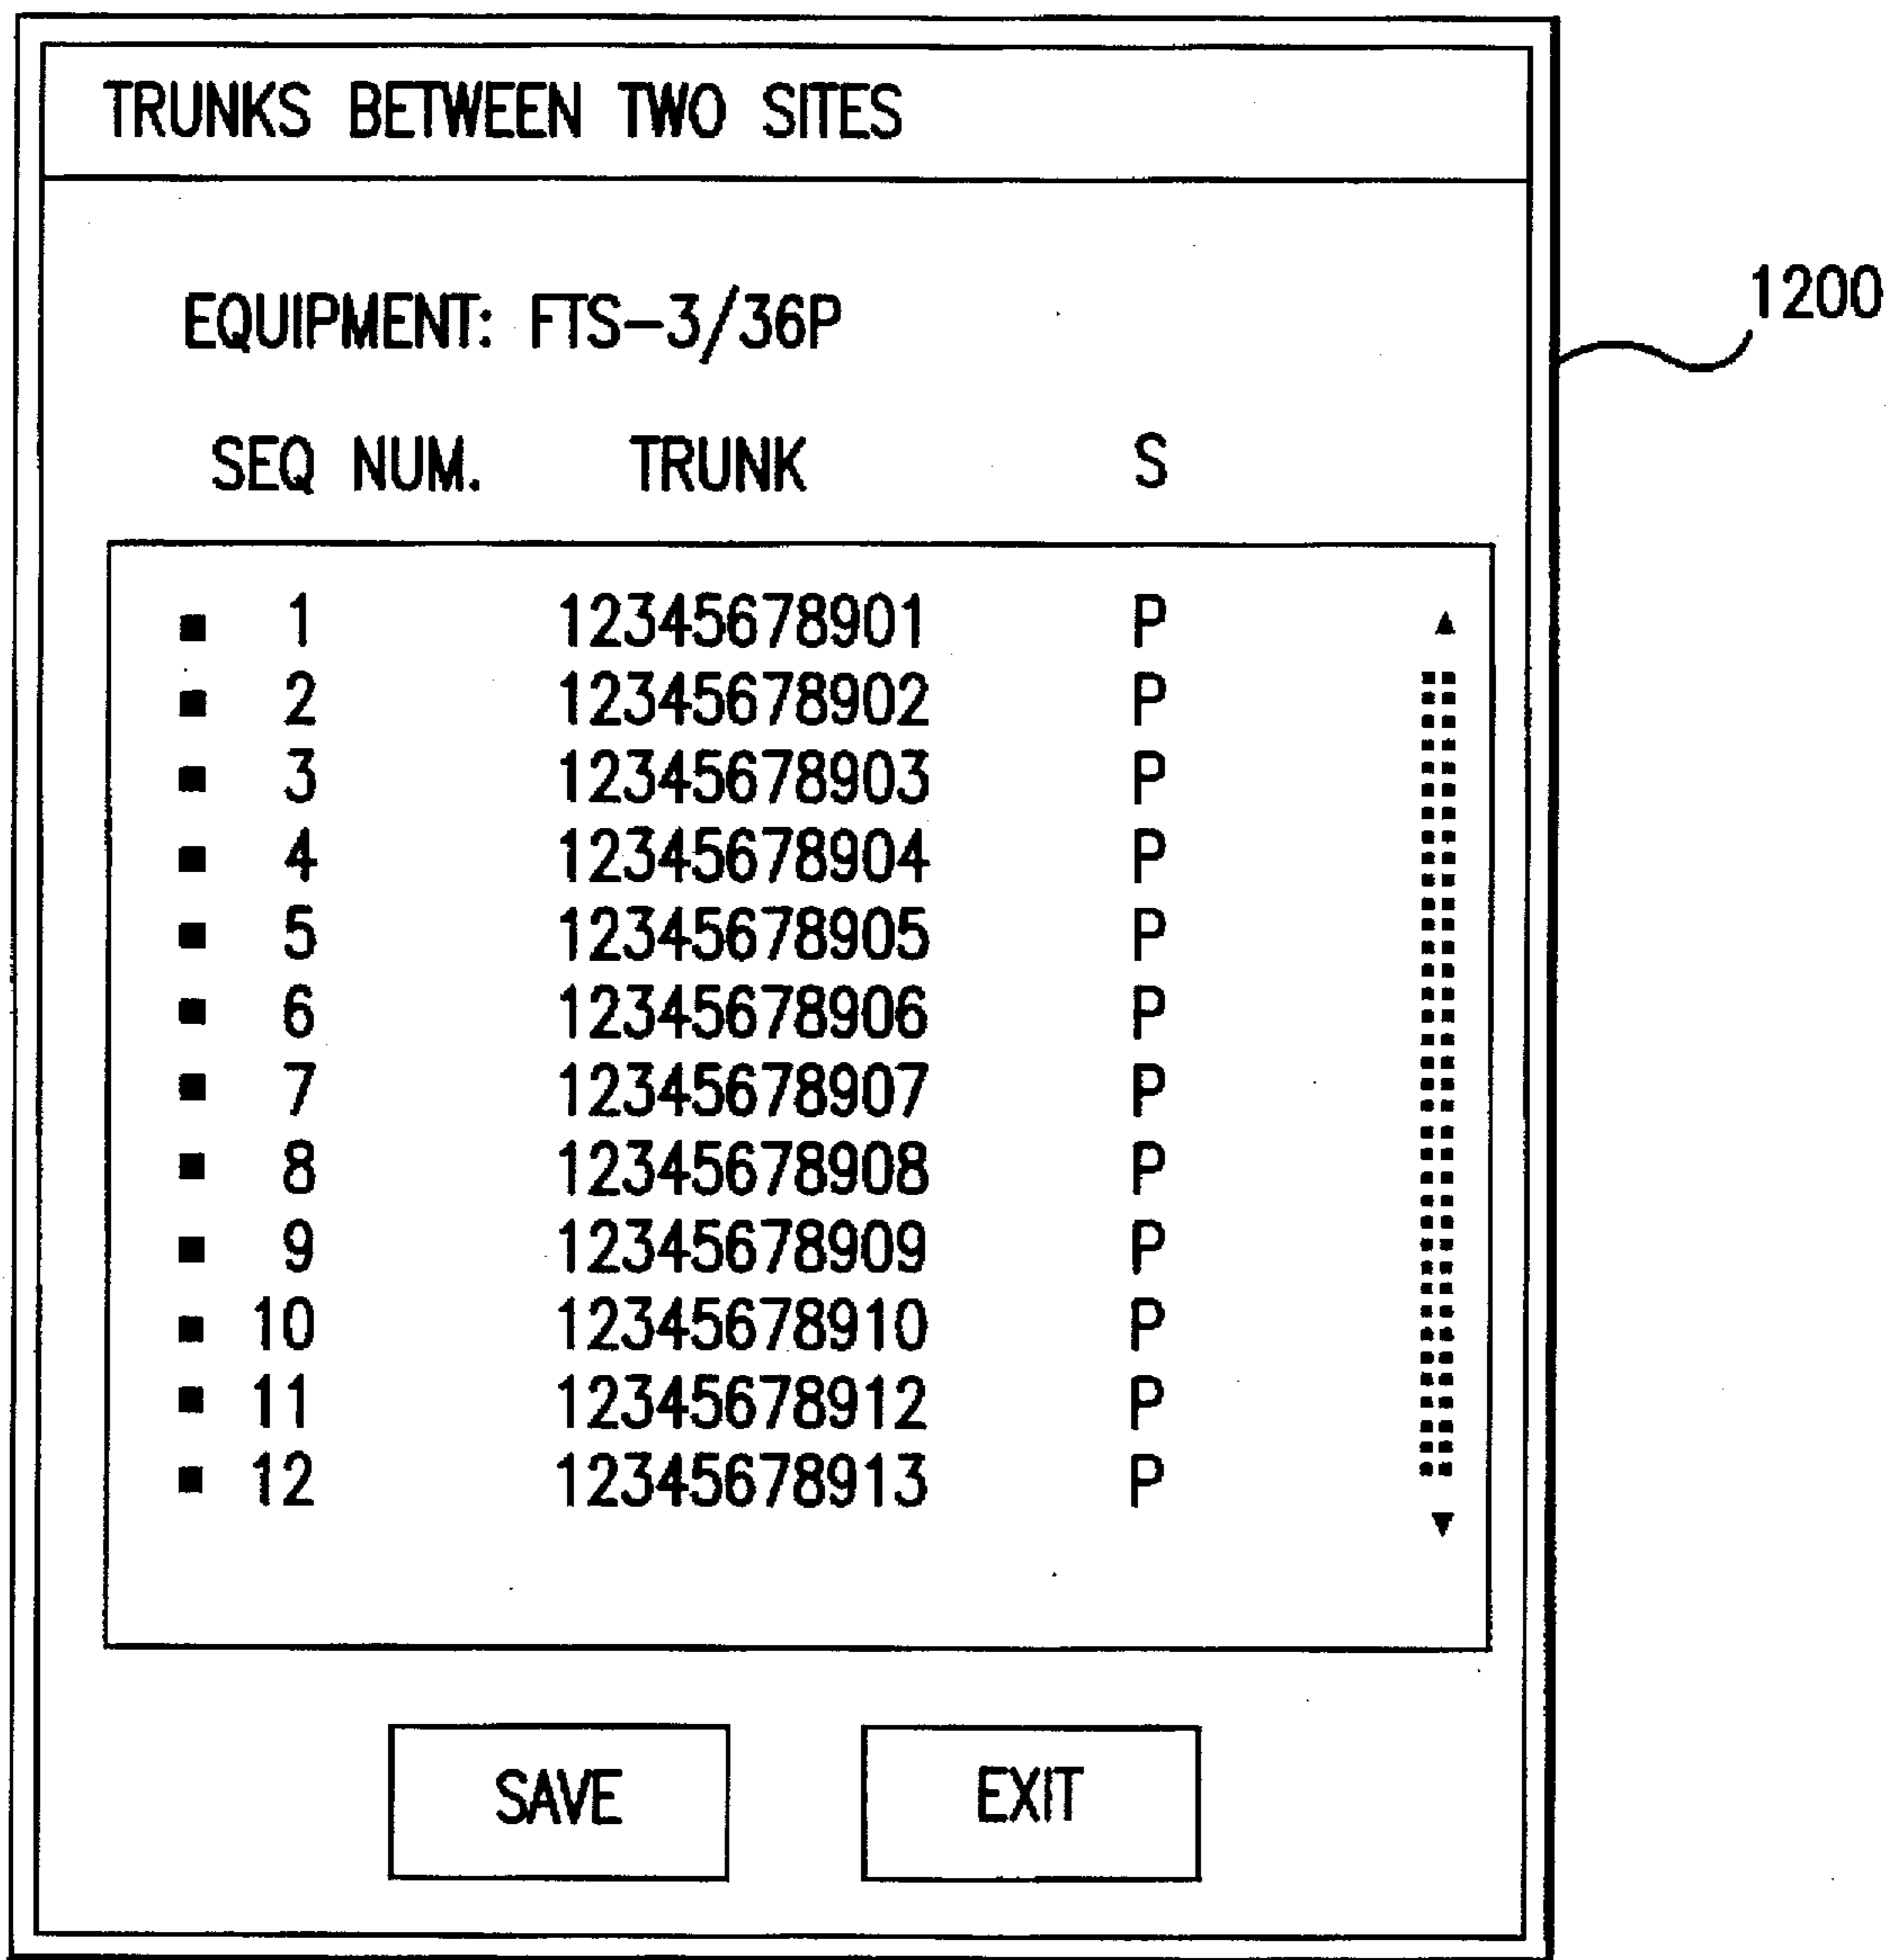 TRUNKS BETWEEN TWO SITES
EQUIPMENT: FTS-3/36P
1200
SEQ NUM. TRUNK S
1 12345678901 P
2 12345678902 P
3 12345678903 P
4 12345678904 P
5 12345678905 P
6 12345678906 P
7 12345678907 P
8 12345678908 P
9 12345678909 P
10 12345678910 P
11 12345678912 P
12 12345678913 P
SAVE EXIT